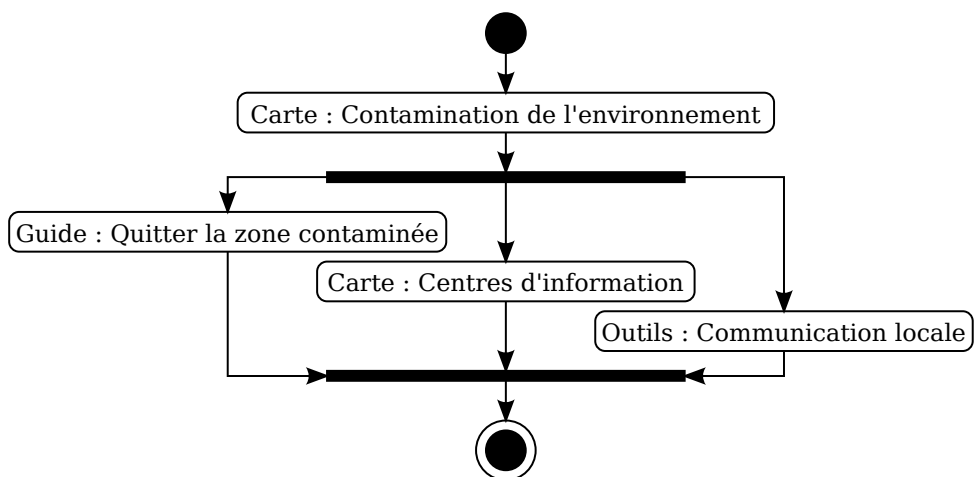 Carte : Contamination de l'environnement
Guide : Quitter la zone contaminée
Carte : Centres d'information
Outils : Communication locale